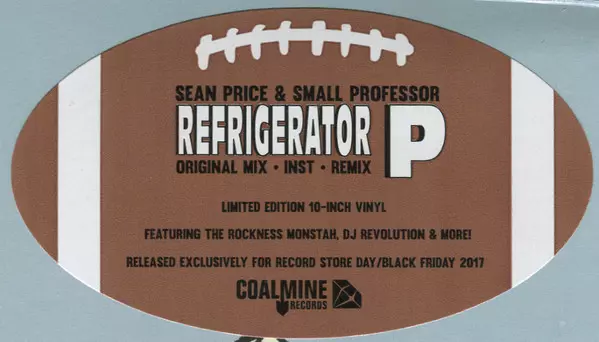 SEAN PRICE & SMALL PROFESSOR
REFRIGERATOR P
ORIGINAL MIX • INST • REMIX
LIMITED EDITION 10-INCH VINYL
FEATURING THE ROCKNESS MONSTAH, DJ REVOLUTION & MORE!
RELEASED EXCLUSIVELY FOR RECORD STORE DAY/BLACK FRIDAY 2017
COALMINE
RECORDS